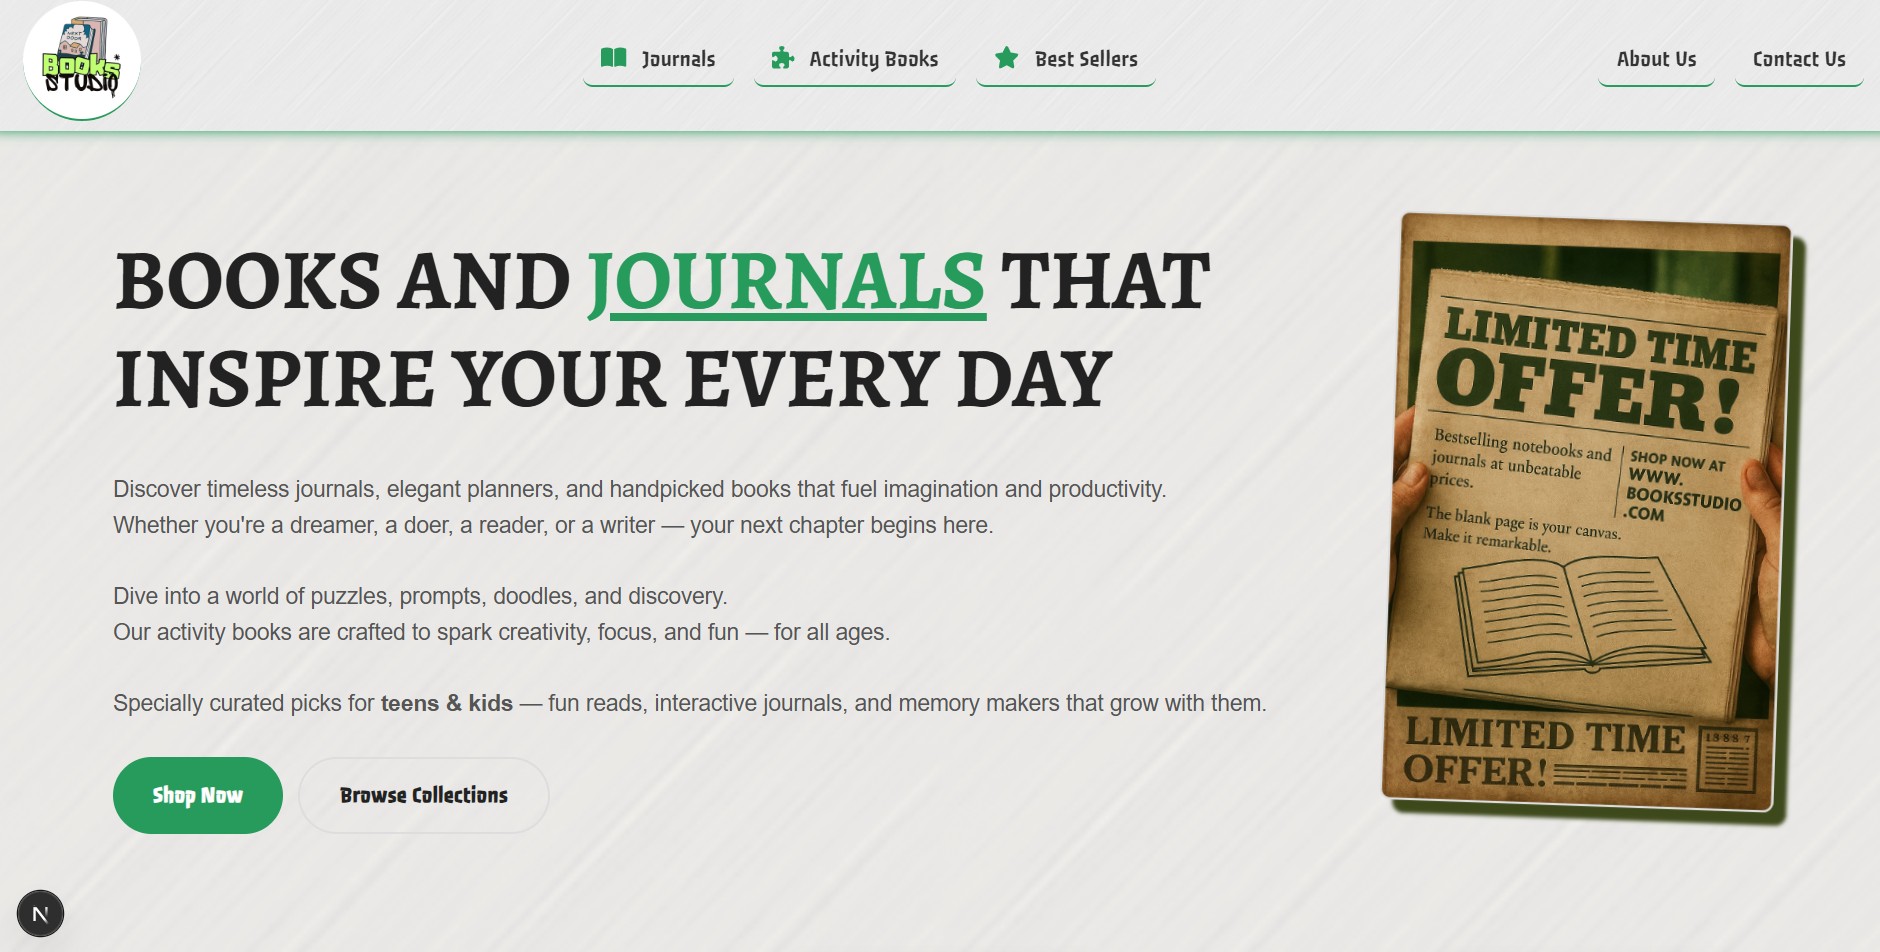 NEXT DOOR
Books
STUDIO
Journals
Activity Books
Best Sellers
About Us
Contact Us
BOOKS AND JOURNALS THAT
INSPIRE YOUR EVERY DAY
Discover timeless journals, elegant planners, and handpicked books that fuel imagination and productivity.
Whether you're a dreamer, a doer, a reader, or a writer — your next chapter begins here.
Dive into a world of puzzles, prompts, doodles, and discovery.
Our activity books are crafted to spark creativity, focus, and fun — for all ages.
Specially curated picks for teens & kids — fun reads, interactive journals, and memory makers that grow with them.
Shop Now
Browse Collections
LIMITED TIME
OFFER!
Bestselling notebooks and
journals at unbeatable
prices.
SHOP NOW AT
WWW.
BOOKSSTUDIO
.COM
The blank page is your canvas.
Make it remarkable.
LIMITED TIME
OFFER!
13887
N